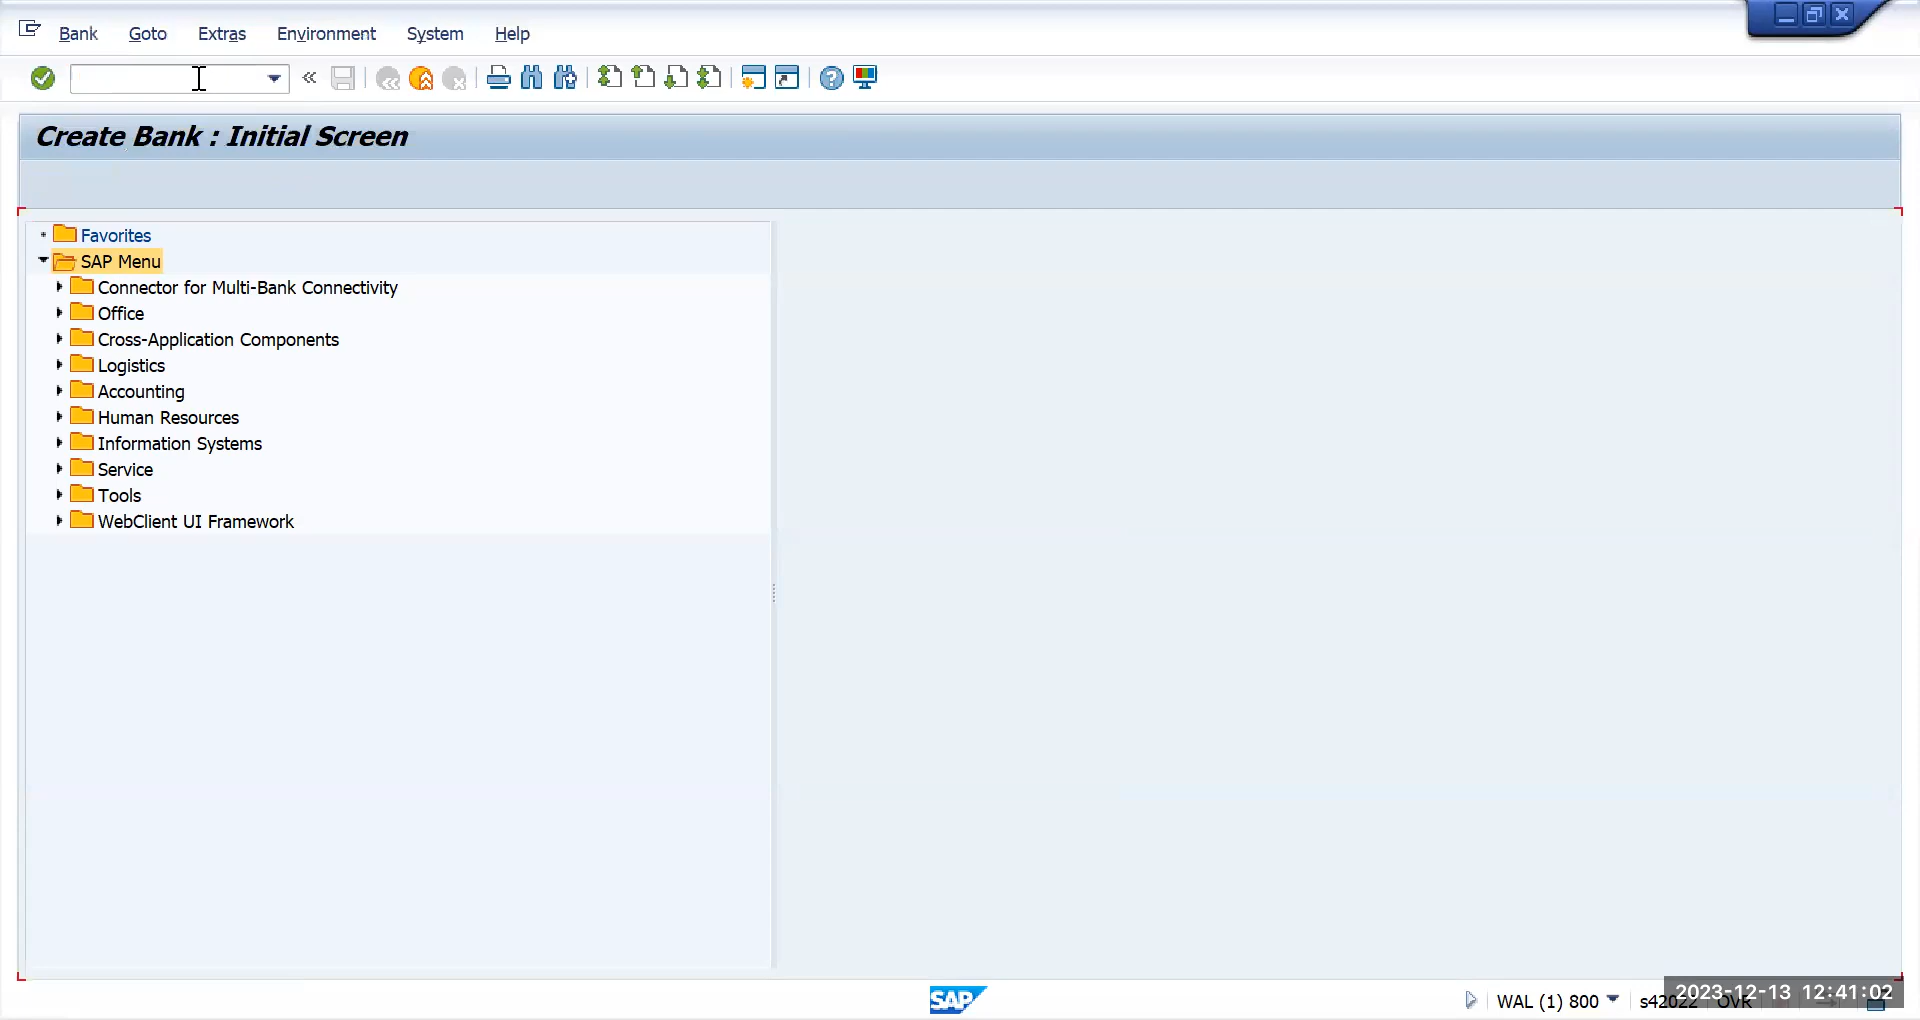 Bank Goto Extras Environment System Help
Create Bank : Initial Screen
Favorites
SAP Menu
Connector for Multi-Bank Connectivity
Office
Cross-Application Components
Logistics
Accounting
Human Resources
Information Systems
Service
Tools
WebClient UI Framework
SAP
WAL (1) 800 s42022 OVR
2023-12-13 12:41:02